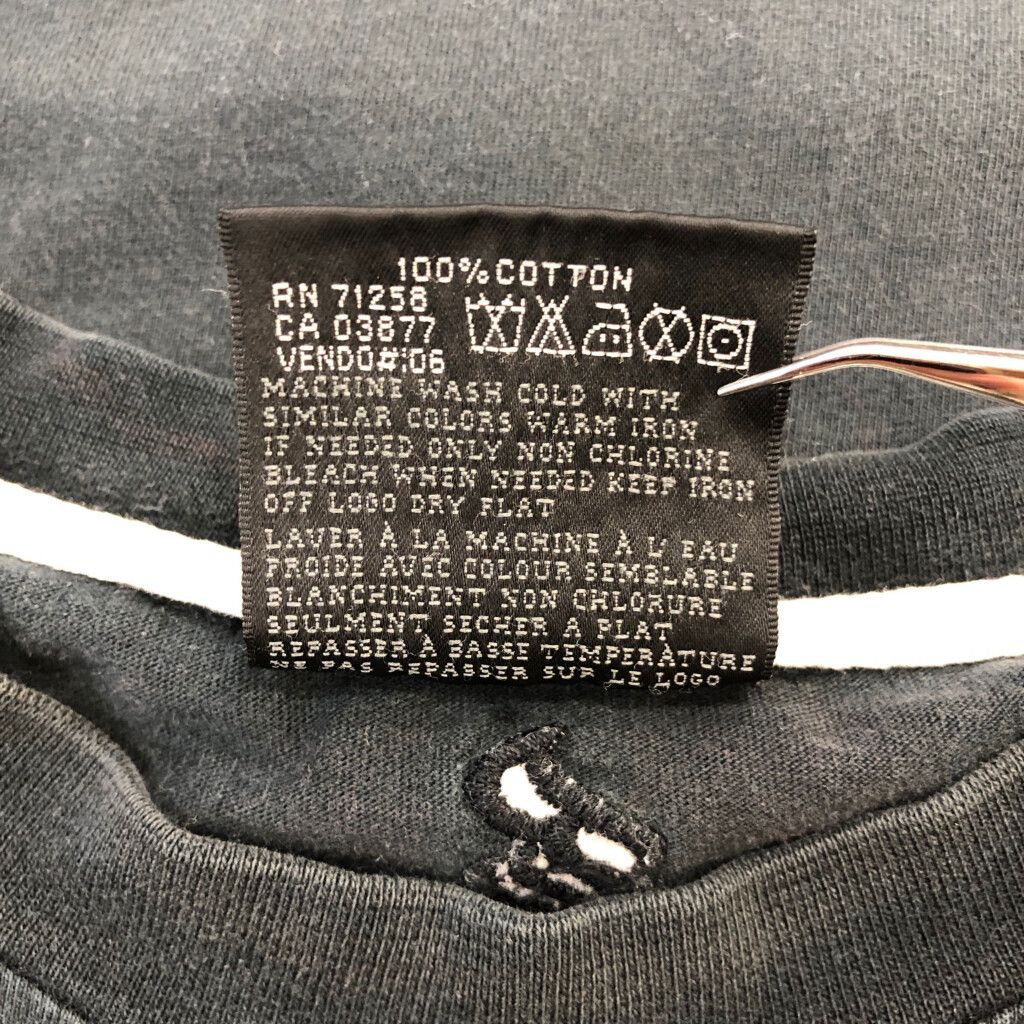 100% COTTON
RN 71258
CA 03877
VENDO#:06
MACHINE WASH COLD WITH
SIMILAR COLORS WARM IRON
IF NEEDED ONLY NON CHLORINE
BLEACH WHEN NEEDED KEEP IRON
OFF LOGO DRY FLAT
LAVER À LA MACHINE À L' EAU
FROIDE AVEC COLOUR SEMBLABLE
BLANCHIMENT NON CHLORURE
SEULMENT SECHER A PLAT
REPASSER À BASSE TEMPERÀTURE
NE PAS REPASSER SUR LE LOGO